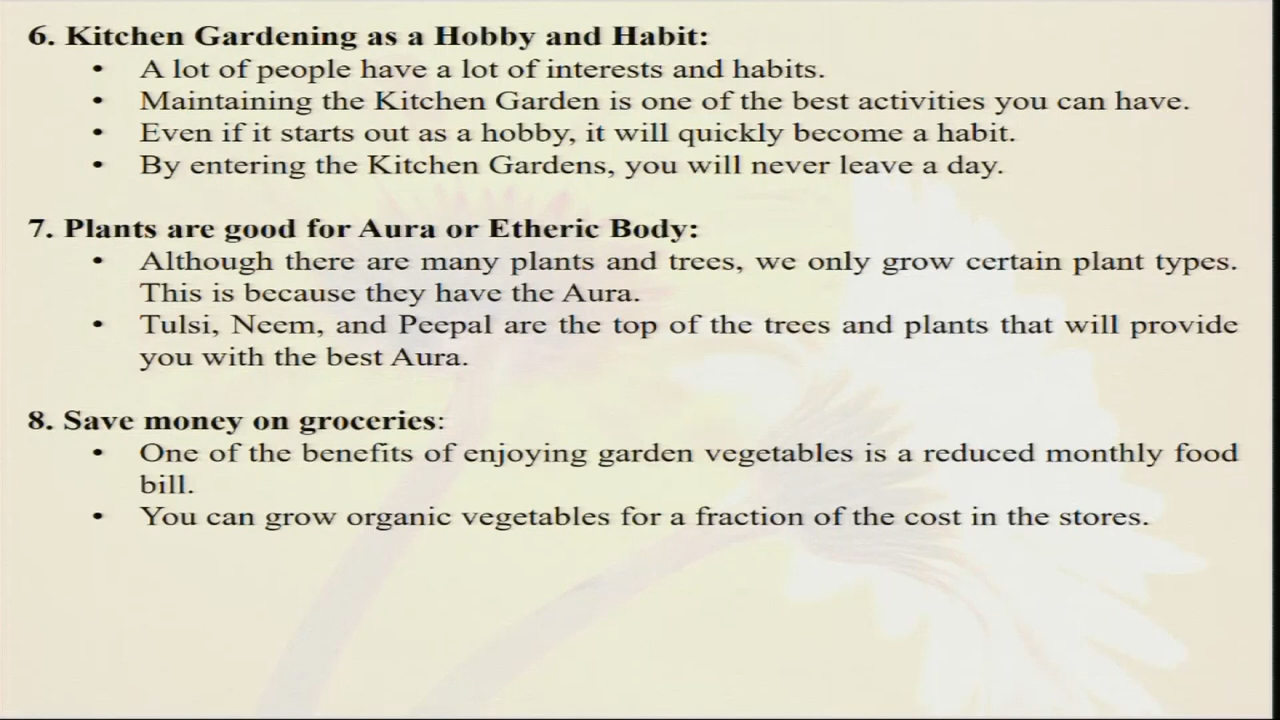 6. Kitchen Gardening as a Hobby and Habit:
• A lot of people have a lot of interests and habits.
• Maintaining the Kitchen Garden is one of the best activities you can have.
• Even if it starts out as a hobby, it will quickly become a habit.
• By entering the Kitchen Gardens, you will never leave a day.
7. Plants are good for Aura or Etheric Body:
• Although there are many plants and trees, we only grow certain plant types.
This is because they have the Aura.
• Tulsi, Neem, and Peepal are the top of the trees and plants that will provide
you with the best Aura.
8. Save money on groceries:
• One of the benefits of enjoying garden vegetables is a reduced monthly food
bill.
• You can grow organic vegetables for a fraction of the cost in the stores.